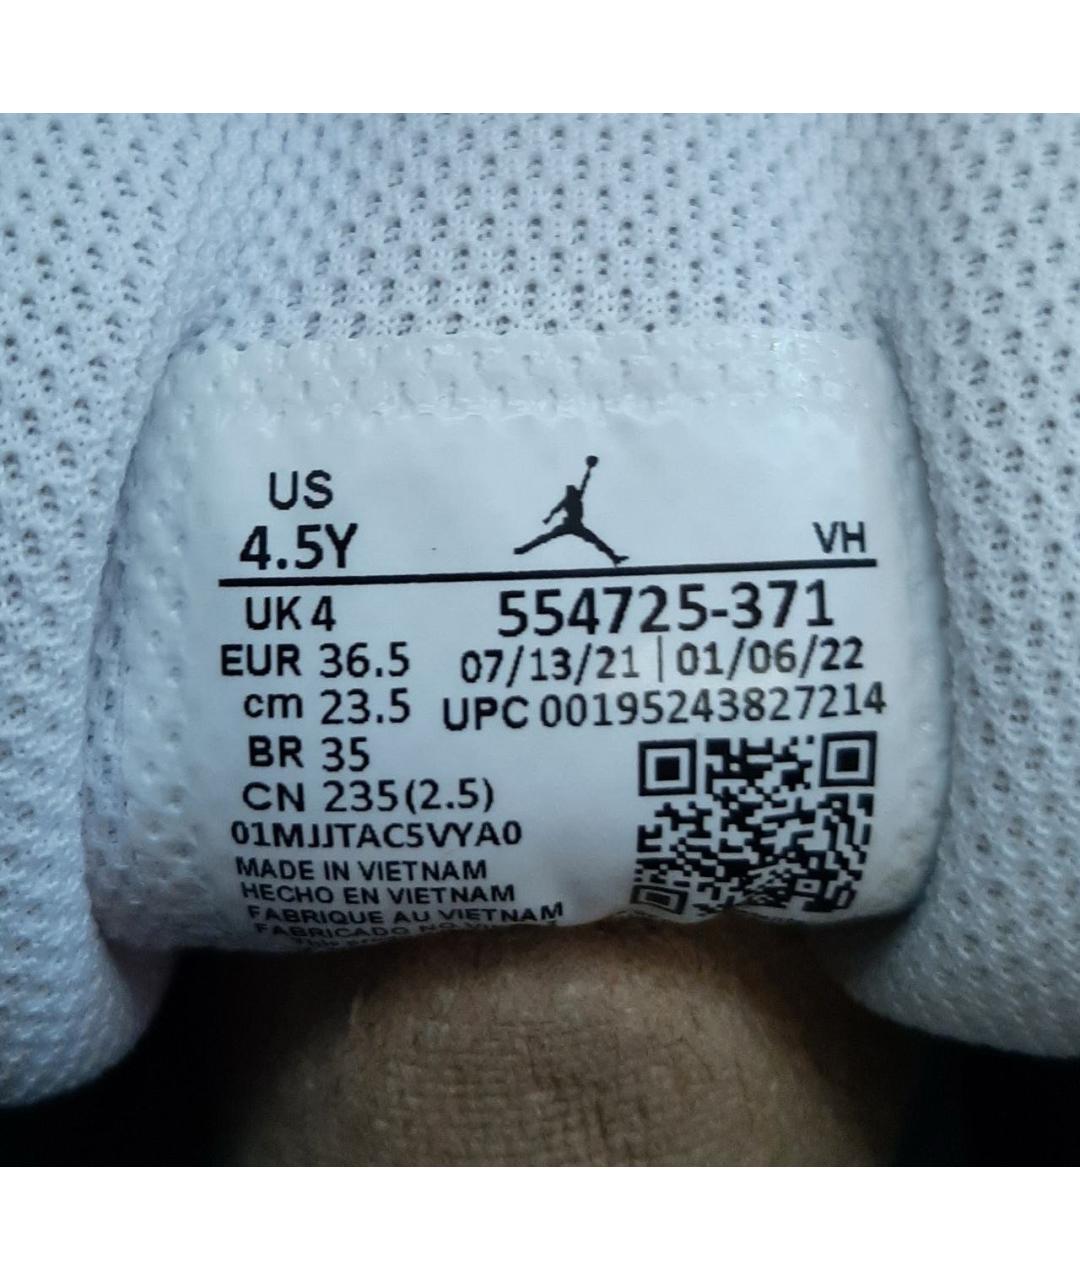 US
4.5Y
VH
UK 4
554725-371
EUR 36.5
07/13/21 | 01/06/22
cm 23.5
UPC 00195243827214
BR 35
CN 235(2.5)
01MJJTAC5VYA0
MADE IN VIETNAM
HECHO EN VIETNAM
FABRIQUE AU VIETNAM
FABRICADO NO